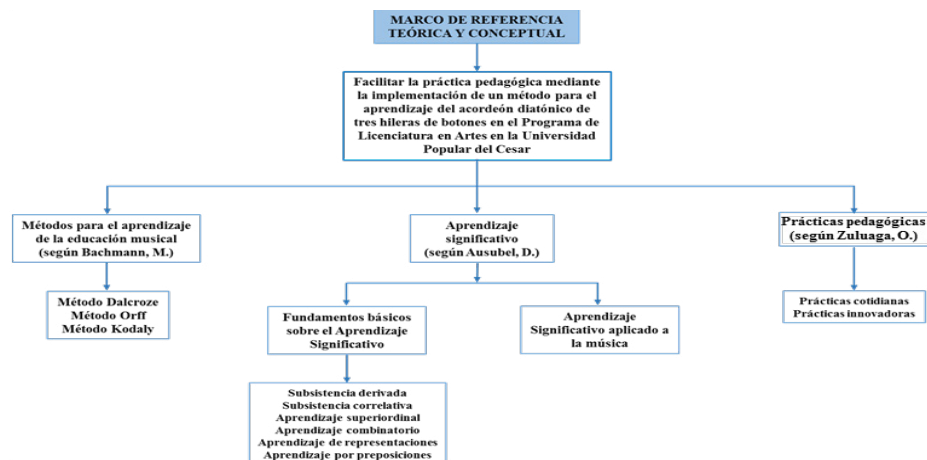 MARCO DE REFERENCIA
TEÓRICA Y CONCEPTUAL
Facilitar la práctica pedagógica mediante
la implementación de un método para el
aprendizaje del acordeón diatónico de
tres hileras de botones en el Programa de
Licenciatura en Artes en la Universidad
Popular del Cesar
Métodos para el aprendizaje
de la educación musical
(según Bachmann, M.)
Aprendizaje
significativo
(según Ausubel, D.)
Prácticas pedagógicas
(según Zuluaga, O.)
Método Dalcroze
Método Orff
Método Kodaly
Fundamentos básicos
sobre el Aprendizaje
Significativo
Aprendizaje
Significativo aplicado a
la música
Prácticas cotidianas
Prácticas innovadoras
Subsistencia derivada
Subsistencia correlativa
Aprendizaje superiordinal
Aprendizaje combinatorio
Aprendizaje de representaciones
Aprendizaje por preposiciones